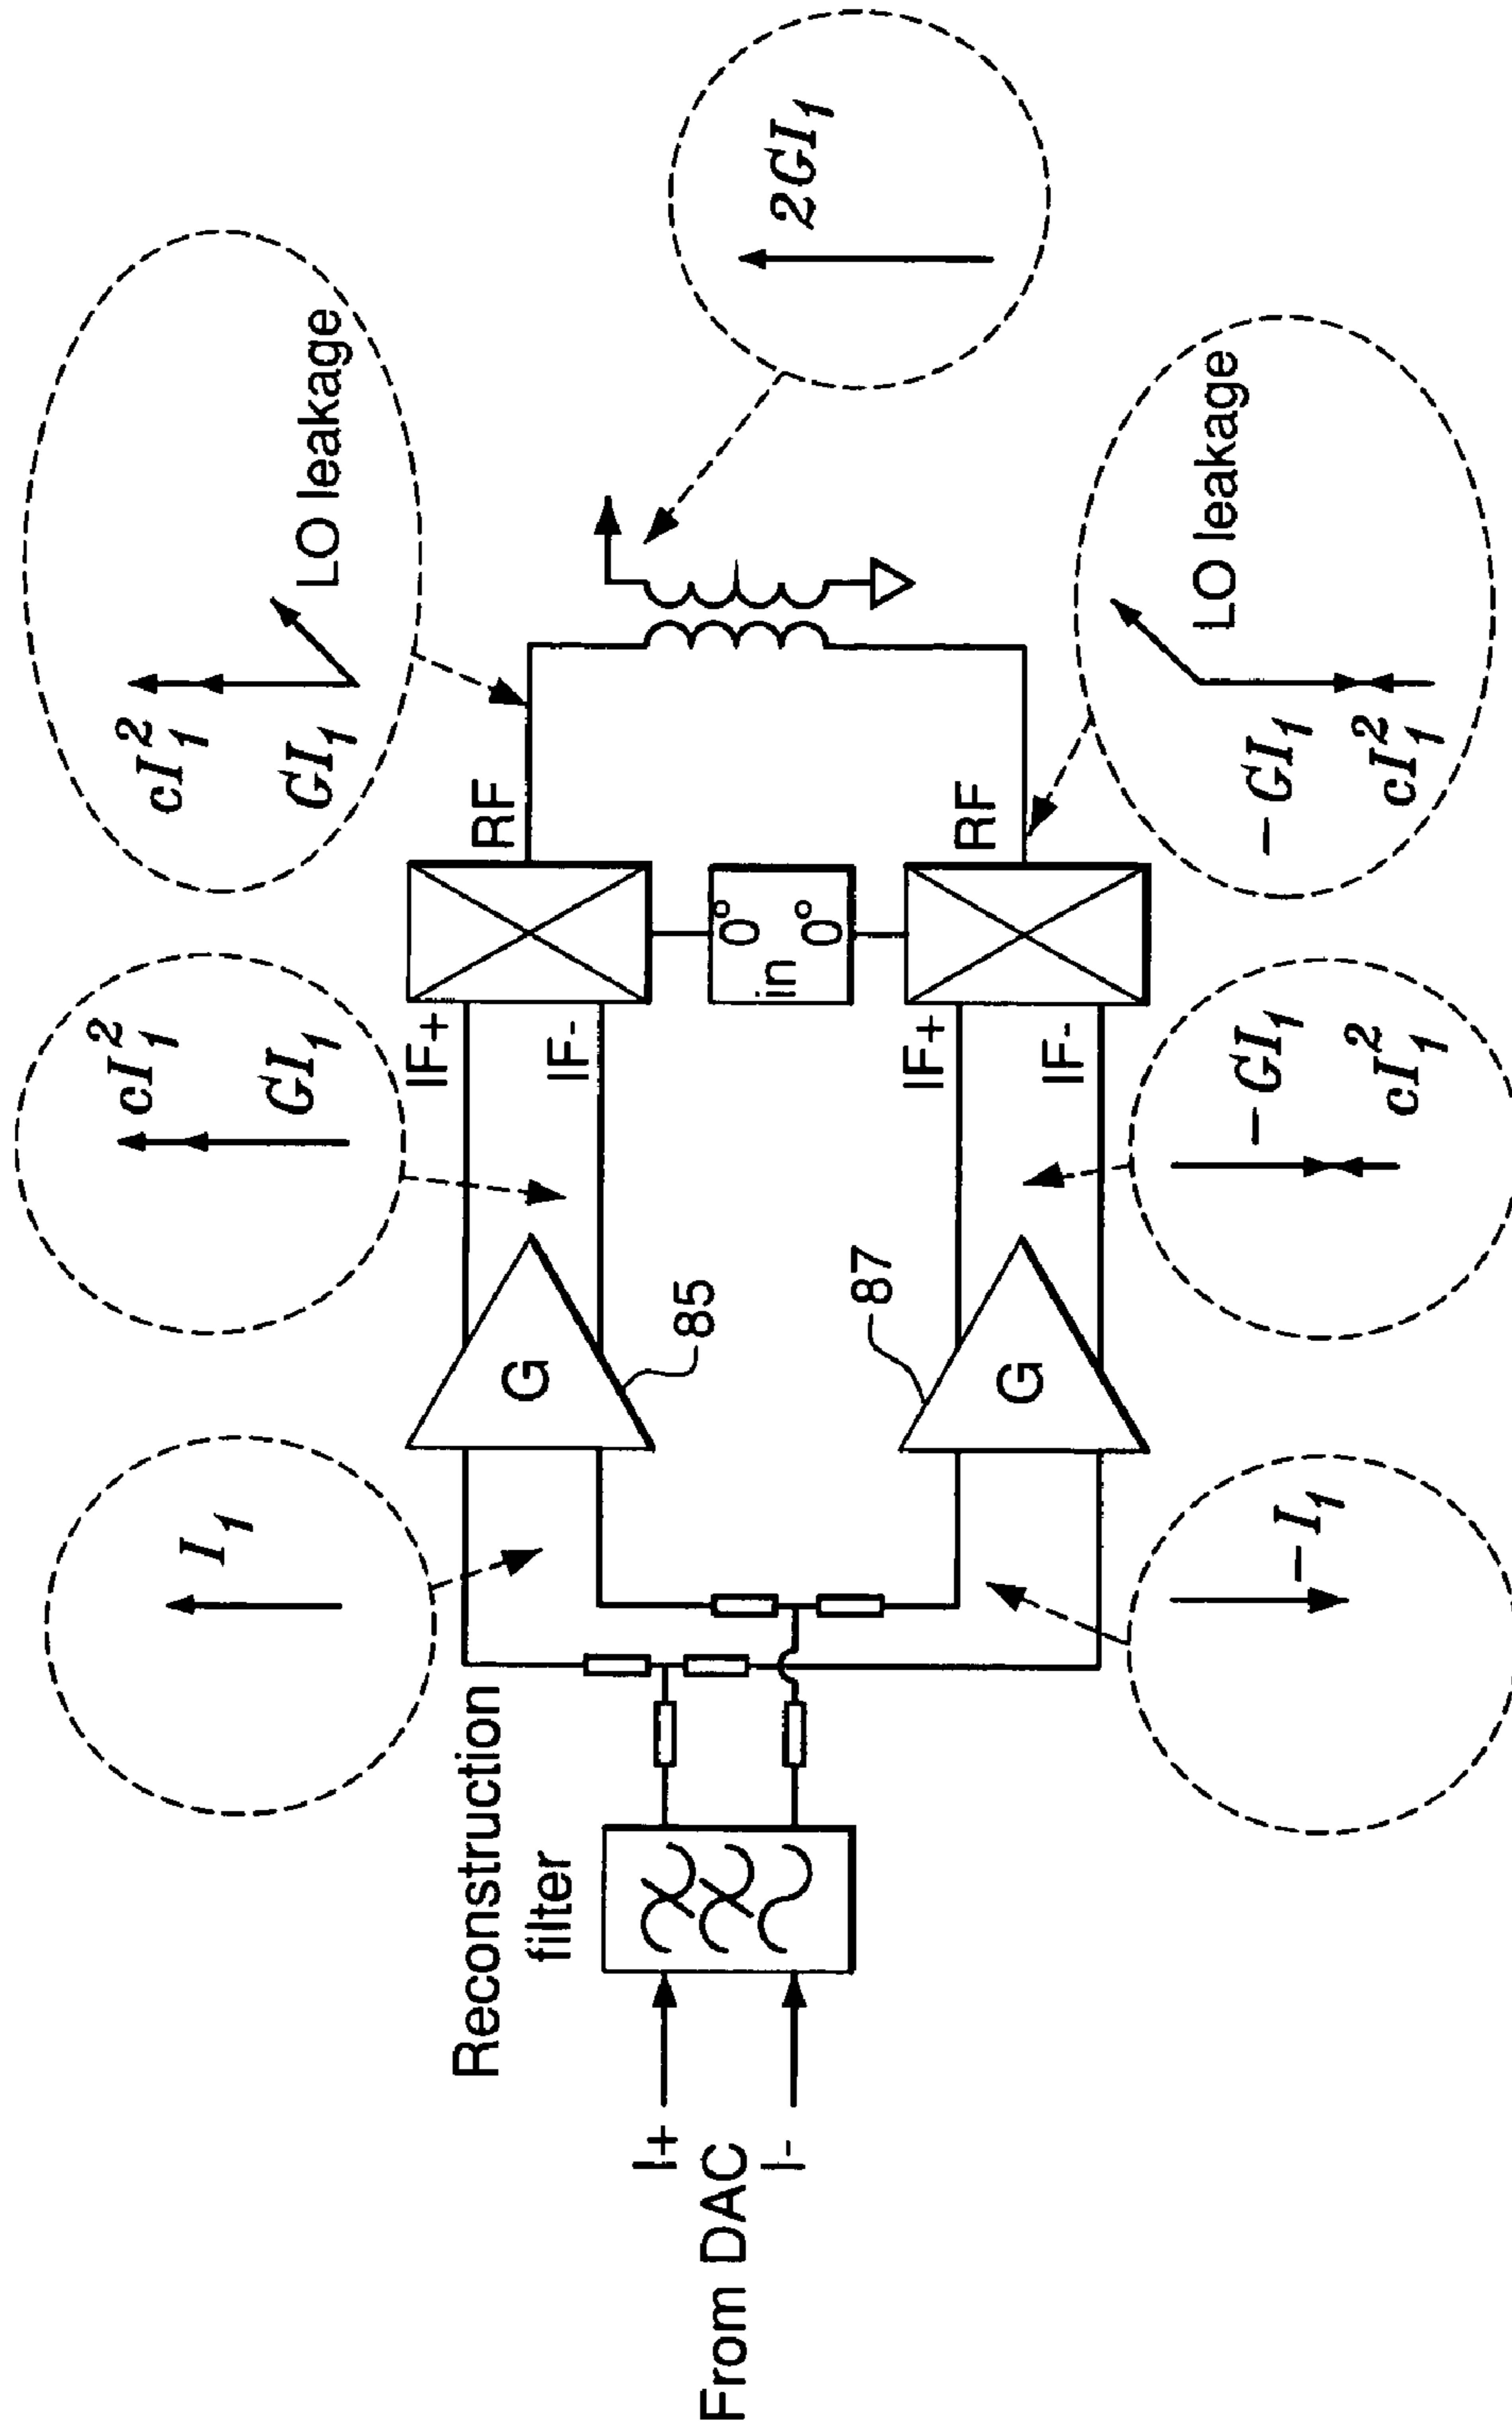 From DAC
I+
I-
Reconstruction
filter
I₁
-I₁
G
85
G
87
cI₁²
GI₁
-GI₁
cI₁²
IF+
IF-
IF+
IF-
in
0°
0°
RF
RF
cI₁²
GI₁
LO leakage
-GI₁
cI₁²
LO leakage
2GI₁